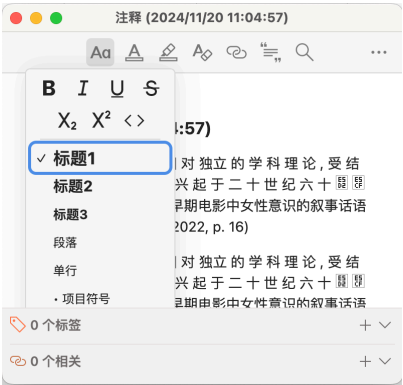 注释 (2024/11/20 11:04:57)
Aa A A
B I U S
X₂ X² <>
4:57)
✓ 标题1
标题2
标题3
段落
单行
• 项目符号
对 独 立 的 学 科 理 论 , 受 结
兴 起 于 二 十 世 纪 六 十
早期电影中女性意识的叙事话语
2022, p. 16)
对 独 立 的 学 科 理 论 , 受 结
兴 起 于 二 十 世 纪 六 十
早期电影中女性意识的叙事话语
0 个标签
0 个相关